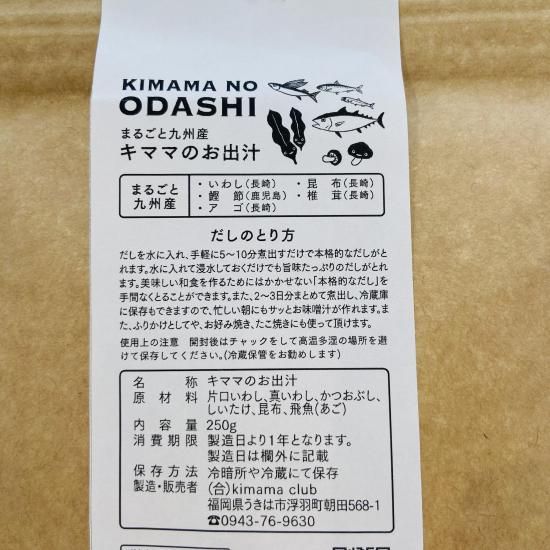 KIMAMA NO
ODASHI
まるごと九州産
キママのお出汁
まるごと
九州産
・いわし(長崎) ・昆 布(長崎)
・鰹 節(鹿児島) ・椎 茸(長崎)
・ア ゴ(長崎)
だしのとり方
だしを水に入れ、手軽に5〜10分煮出すだけで本格的なだしがと
れます。水に入れて浸水しておくだけでも旨味たっぷりのだしがとれ
ます。美味しい和食を作るためにはかかせない「本格的なだし」を
手間なくとることができます。また、2〜3日分まとめて煮出し、冷蔵庫
に保存もできますので、忙しい朝にもサッとお味噌汁が作れます。ま
た、ふりかけとしてや、お好み焼き、たこ焼きにも使って頂けます。
使用上の注意 開封後はチャックをして高温多湿の場所を避
けて保存してください。(冷蔵保管をお勧めします)
名 称 キママのお出汁
原 材 料 片口いわし、真いわし、かつおぶし、
しいたけ、昆布、飛魚(あご)
内 容 量 250g
消費期限 製造日より1年となります。
製造日は欄外に記載
保存方法 冷暗所や冷蔵にて保存
製造・販売者 (合)kimama club
福岡県うきは市浮羽町朝田568-1
☎0943-76-9630